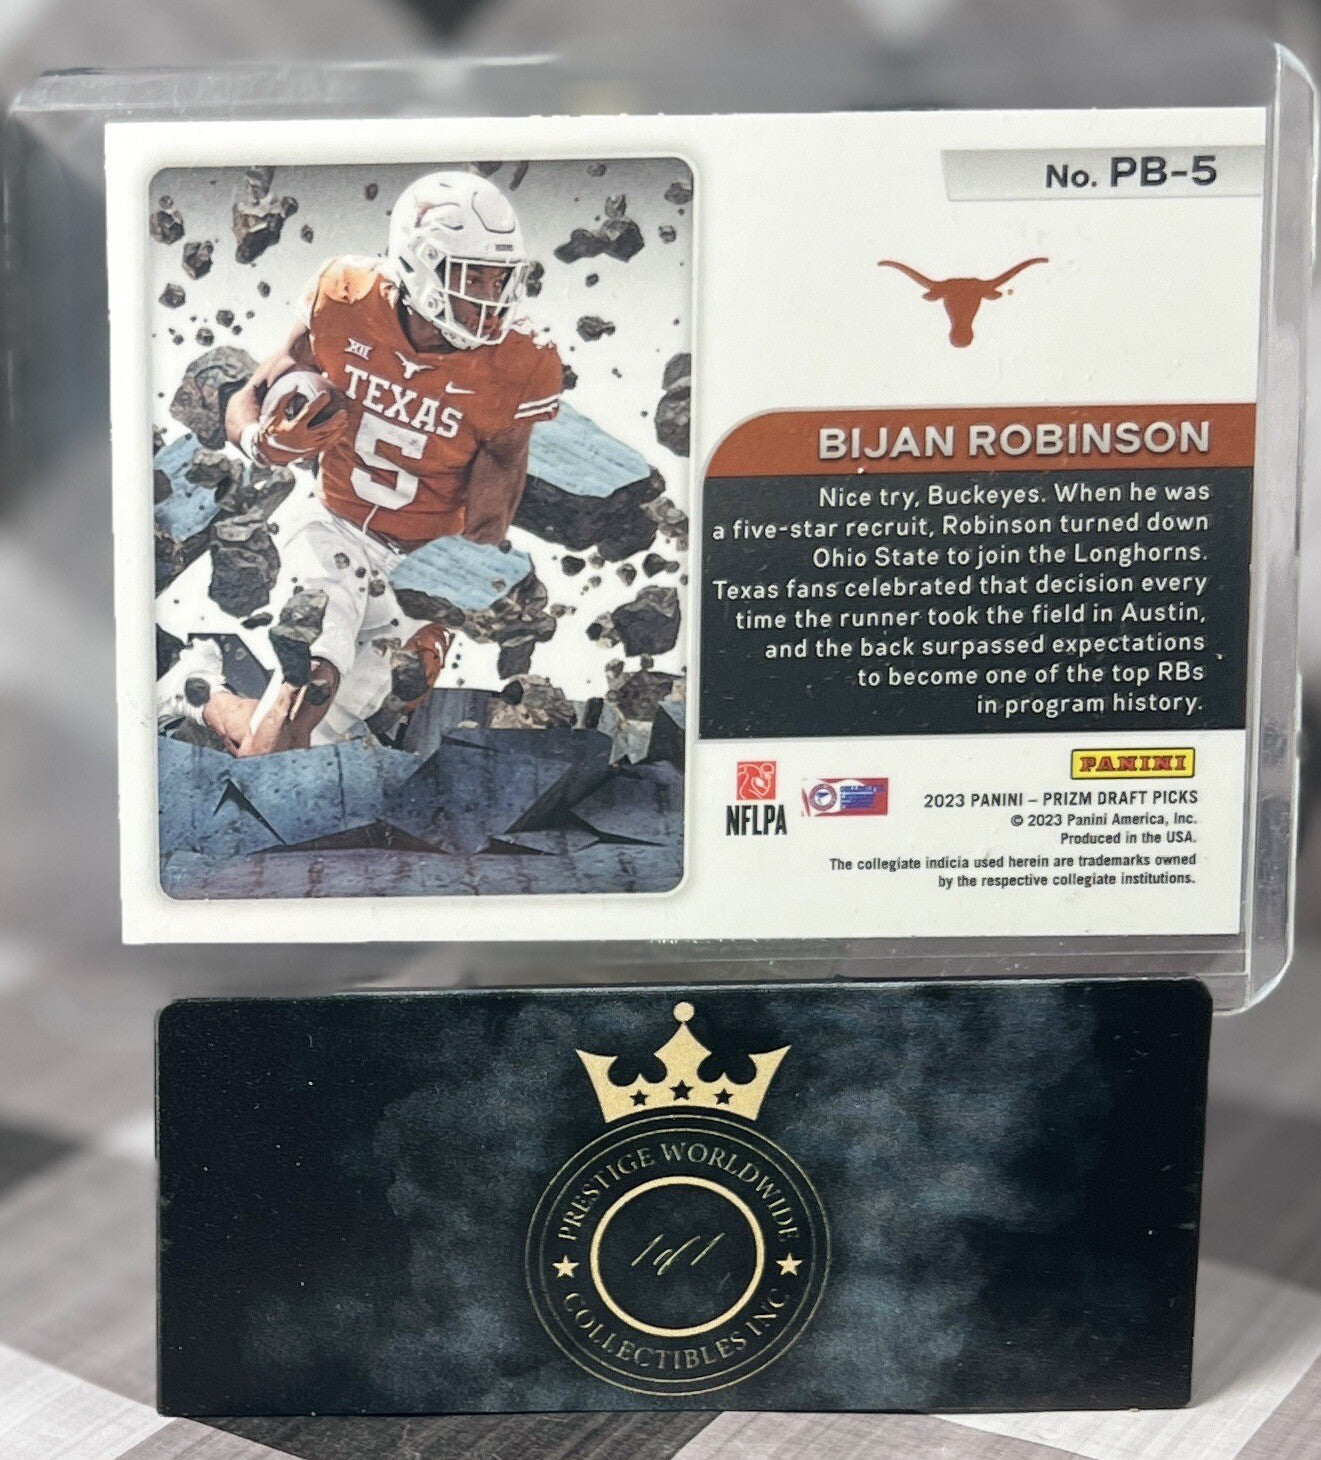 No. PB-5
XII
TEXAS
5
BIJAN ROBINSON
Nice try, Buckeyes. When he was
a five-star recruit, Robinson turned down
Ohio State to join the Longhorns.
Texas fans celebrated that decision every
time the runner took the field in Austin,
and the back surpassed expectations
to become one of the top RBs
in program history.
PANINI
NFLPA
2023 PANINI – PRIZM DRAFT PICKS
© 2023 Panini America, Inc.
Produced in the USA.
The collegiate indicia used herein are trademarks owned
by the respective collegiate institutions.
PRESTIGE WORLDWIDE
1 of 1
COLLECTIBLES INC